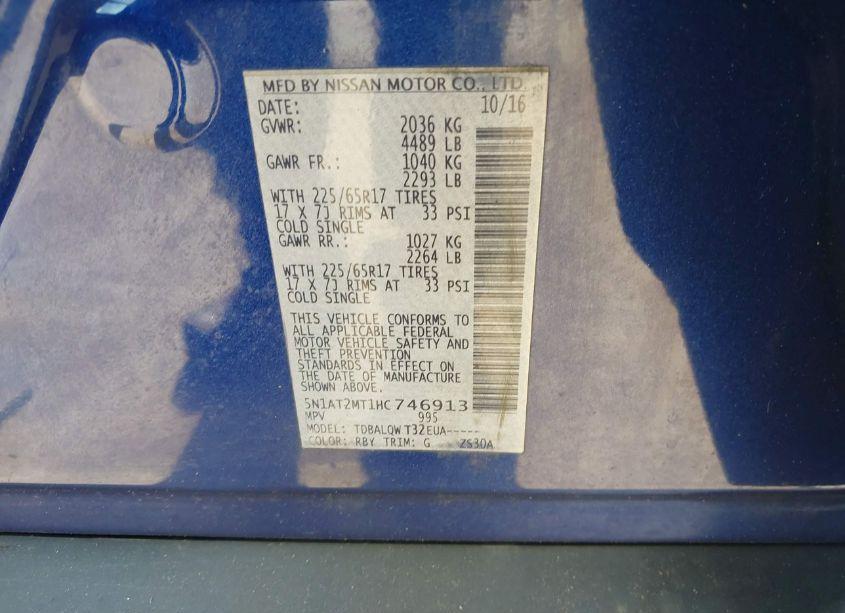 MFD BY NISSAN MOTOR CO., LTD.
DATE: 10/16
GVWR: 2036 KG
4489 LB
GAWR FR.: 1040 KG
2293 LB
WITH 225/65R17 TIRES
17 X 7J RIMS AT 33 PSI
COLD SINGLE
GAWR RR.: 1027 KG
2264 LB
WITH 225/65R17 TIRES
17 X 7J RIMS AT 33 PSI
COLD SINGLE
THIS VEHICLE CONFORMS TO
ALL APPLICABLE FEDERAL
MOTOR VEHICLE SAFETY AND
THEFT PREVENTION
STANDARDS IN EFFECT ON
THE DATE OF MANUFACTURE
SHOWN ABOVE.
5N1AT2MT1HC746913
MPV 995
MODEL: TDBALQW T32EUA-----
COLOR: RBY TRIM: G ZS30A